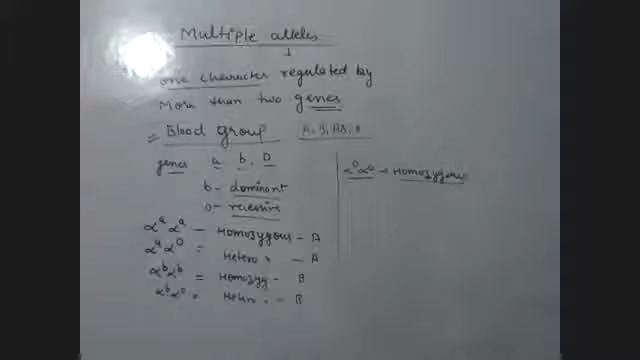 Multiple alleles
↓
one character regulated by
More than two genes
= Blood group A, B, AB, O
genes a b O
b - dominant
o - recessive
α^a α^a - Homozygous - A
α^a α^o = Hetero " - A
α^b α^b = Homozyg - B
α^b α^o = Hetero " - B
α^o α^o → Homozygous